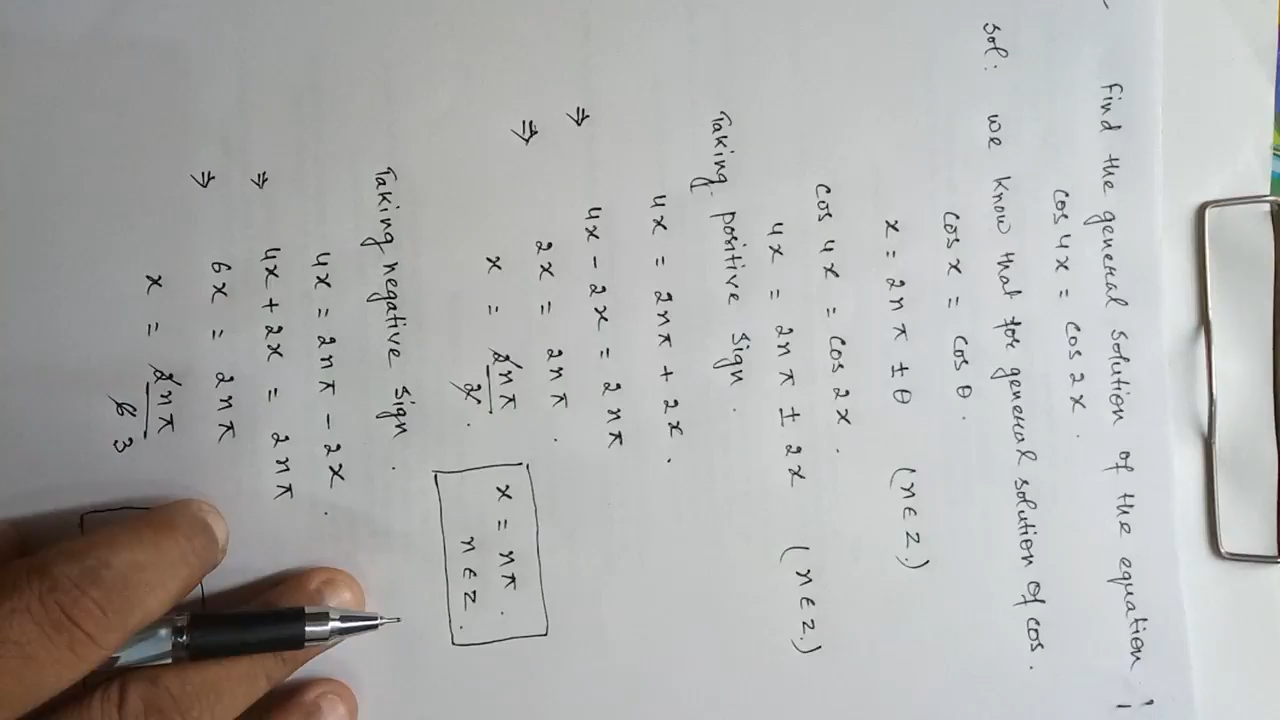 Find the general solution of the equation :
cos 4x = cos 2x .
Sol: we know that for general solution of cos.
cos x = cos θ .
x = 2nπ ± θ (n ∈ Z.)
cos 4x = cos 2x .
4x = 2nπ ± 2x (n ∈ Z.)
Taking positive sign .
4x = 2nπ + 2x .
⇒ 4x - 2x = 2nπ
⇒ 2x = 2nπ .
x = 2nπ / 2 .
x = nπ .
n ∈ Z .
Taking negative sign .
4x = 2nπ - 2x .
⇒ 4x + 2x = 2nπ
⇒ 6x = 2nπ
x = 2nπ / 6 3